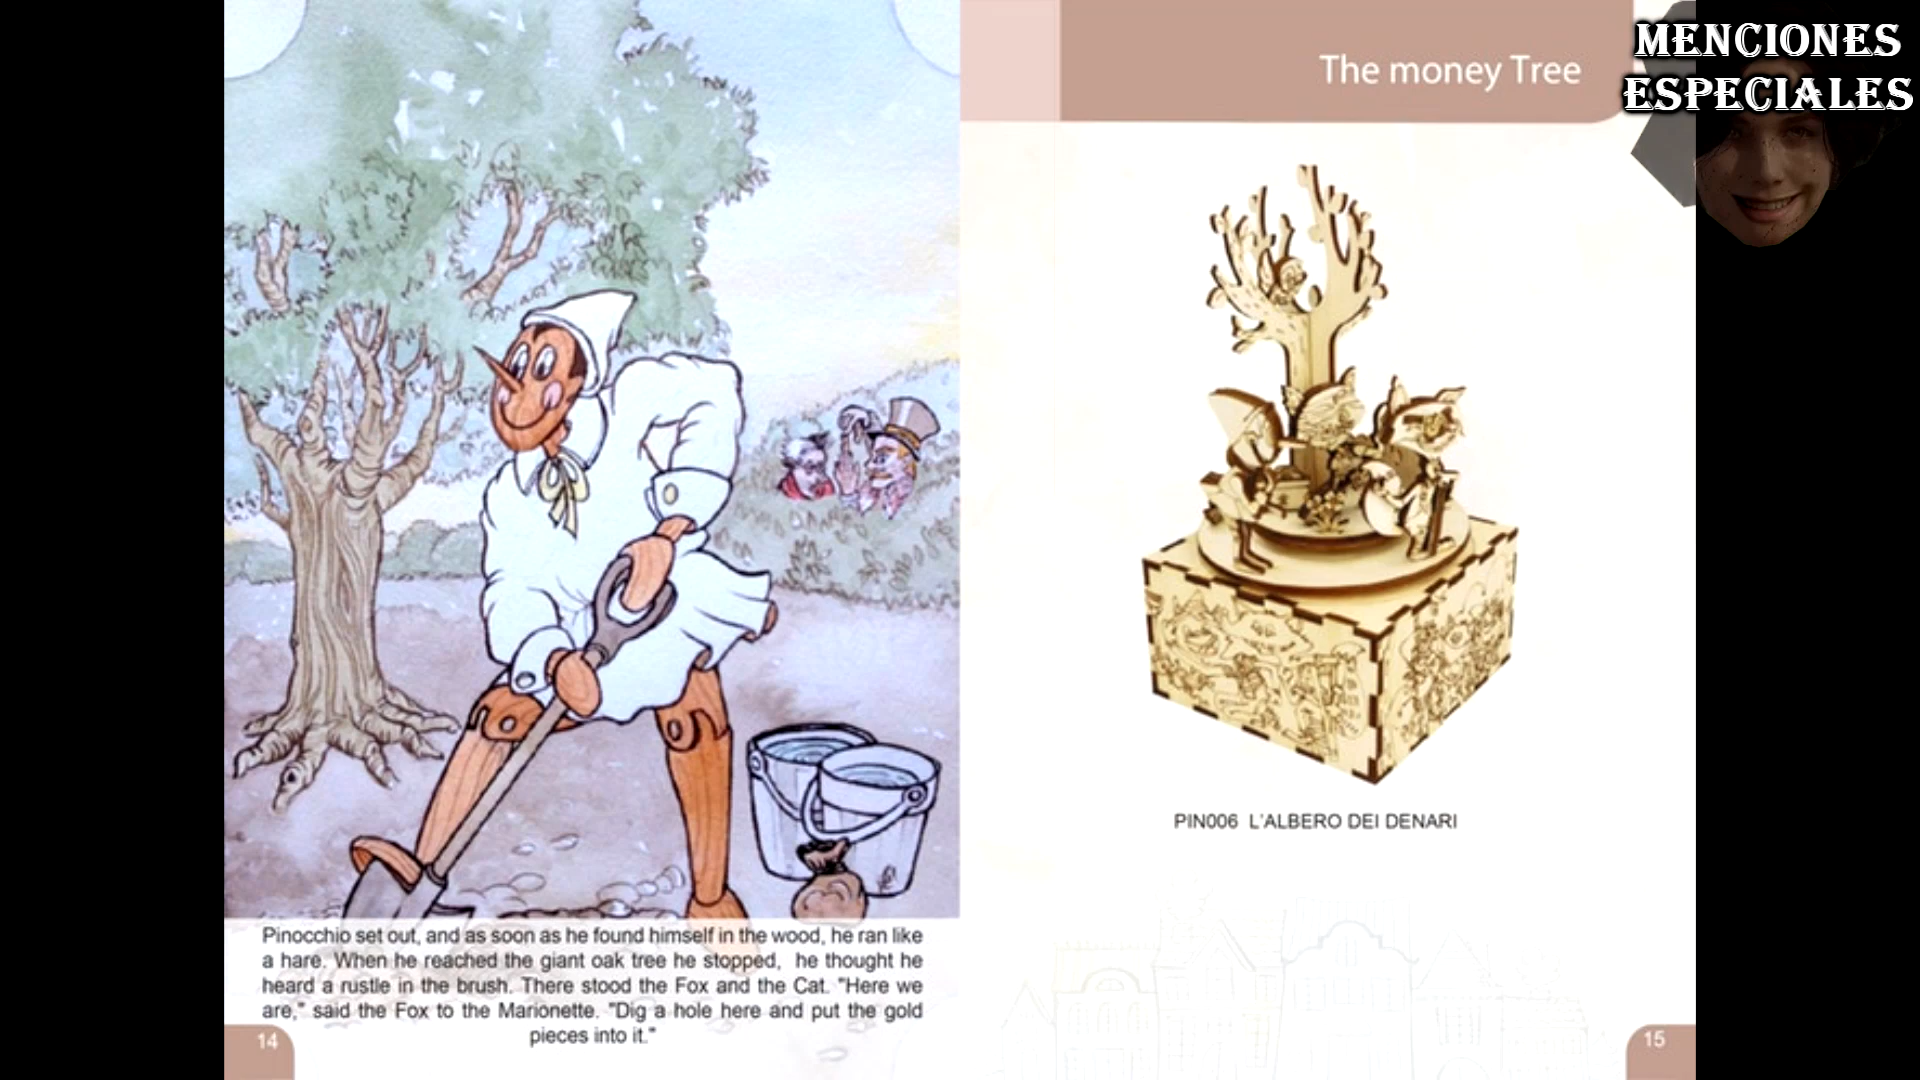 The money Tree
MENCIONES
ESPECIALES
PIN006 L'ALBERO DEI DENARI
Pinocchio set out, and as soon as he found himself in the wood, he ran like
a hare. When he reached the giant oak tree he stopped, he thought he
heard a rustle in the brush. There stood the Fox and the Cat. "Here we
are," said the Fox to the Marionette. "Dig a hole here and put the gold
pieces into it."
14
15